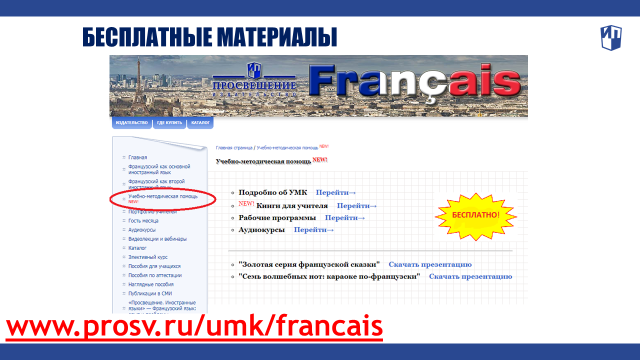 БЕСПЛАТНЫЕ МАТЕРИАЛЫ
ПРОСВЕЩЕНИЕ
Français
ИЗДАТЕЛЬСТВО ГДЕ КУПИТЬ КАТАЛОГ
Главная страница / Учебно-методическая помощь NEW!
Учебно-методическая помощь NEW!
Главная
Французский как основной
иностранный язык
Французский как второй
иностранный язык
Учебно-методическая помощь
NEW!
Портфолио учителей
Гость месяца
Аудиокурсы
Видеолекции и вебинары
Каталог
Элективный курс
Пособия для учащихся
Пособия по аттестации
Наглядные пособия
Публикации в СМИ
«Просвещение. Иностранные
языки» — Французский язык:
Подробно об УМК Перейти→
NEW! Книги для учителя Перейти→
Рабочие программы Перейти→
Аудиокурсы Перейти→
БЕСПЛАТНО!
"Золотая серия французской сказки" Скачать презентацию
"Семь волшебных нот: караоке по-французски" Скачать презентацию
www.prosv.ru/umk/francais